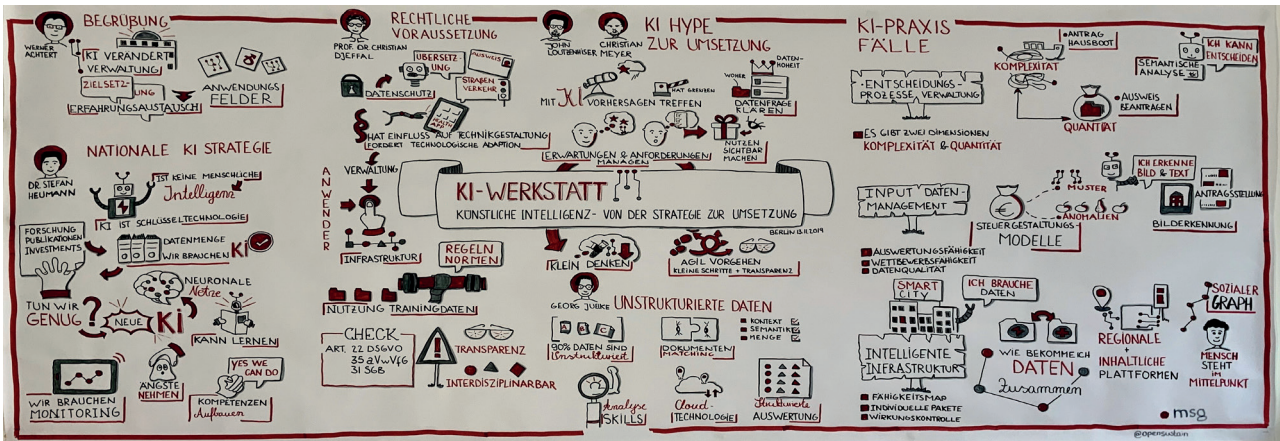 BEGRÜßUNG
WERNER
ACHTERT
KI VERÄNDERT
VERWALTUNG
ZIELSETZ-
UNG
ERFAHRUNGSAUSTAUSCH
ANWENDUNGS
FELDER
NATIONALE KI STRATEGIE
DR. STEFAN
HEUMANN
IST KEINE MENSCHLICHE
Intelligenz
KI IST SCHLÜSSELTECHNOLOGIE
FORSCHUNG
PUBLIKATIONEN
INVESTMENTS
DATENMENGE
WIR BRAUCHEN KI
TUN WIR
GENUG?
NEURONALE
Netze
NEUE KI
KANN LERNEN
WIR BRAUCHEN
MONITORING
ÄNGSTE
NEHMEN
YES WE
CAN DO
KOMPETENZEN
Aufbauen
RECHTLICHE
VORAUSSETZUNG
PROF. DR. CHRISTIAN
DJEFFAL
ÜBERSETZ-
UNG
AUSWEIS
DATENSCHUTZ
STRAßEN
VERKEHR
§ HAT EINFLUSS AUF TECHNIKGESTALTUNG
FÖRDERT TECHNOLOGISCHE ADAPTION
ANWENDER
VERWALTUNG
INFRASTRUKTUR
REGELN
NORMEN
NUTZUNG TRAININGDATEN
CHECK
ART. 22 DSGVO
35 a VwVfG
31 SGB
TRANSPARENZ
INTERDISZIPLINARBAR
KI HYPE
ZUR UMSETZUNG
JOHN
LOUTENHISER
CHRISTIAN
MEYER
MIT KI VORHERSAGEN TREFFEN
HAT GRENZEN
DATEN-
HOHEIT
WOHER
DATENFRAGE
KLÄREN
ERWARTUNGEN & ANFORDERUNGEN
MANAGEN
NUTZEN
SICHTBAR
MACHEN
KI-WERKSTATT
KÜNSTLICHE INTELLIGENZ- VON DER STRATEGIE ZUR UMSETZUNG
BERLIN 13.11.2019
KLEIN DENKEN
AGIL VORGEHEN
KLEINE SCHRITTE + TRANSPARENZ
GEORG JÜNKE
UNSTRUKTURIERTE DATEN
A B C
90% DATEN SIND
Unstrukturiert
DOKUMENTEN
MATCHING
KONTEXT
SEMANTIK
MENGE
Analyse
SKILLS
Cloud-
TECHNOLOGIE
Strukturierte
AUSWERTUNG
KI-PRAXIS
FÄLLE
ENTSCHEIDUNGS-
PROZESSE, VERWALTUNG
ES GIBT ZWEI DIMENSIONEN
KOMPLEXITÄT & QUANTITÄT
KOMPLEXITÄT
ANTRAG
HAUSBOOT
SEMANTISCHE
ANALYSE
ICH KANN
ENTSCHEIDEN
AUSWEIS
BEANTRAGEN
QUANTITÄT
INPUT DATEN-
MANAGEMENT
AUSWERTUNGSFÄHIGKEIT
WETTBEWERBSFÄHIGKEIT
DATENQUALITÄT
MUSTER
ANOMALIEN
STEUERGESTALTUNGS-
MODELLE
ICH ERKENNE
BILD & TEXT
ANTRAGSSTELLUNG
BILDERKENNUNG
SMART
CITY
ICH BRAUCHE
DATEN
INTELLIGENTE
INFRASTRUKTUR
FÄHIGKEITSMAP
INDIVIDUELLE PAKETE
WIRKUNGSKONTROLLE
WIE BEKOMME ICH
DATEN
Zusammen
REGIONALE
+
INHALTLICHE
PLATTFORMEN
SOZIALER
GRAPH
MENSCH
STEHT im
MITTELPUNKT
msg
@opensustain